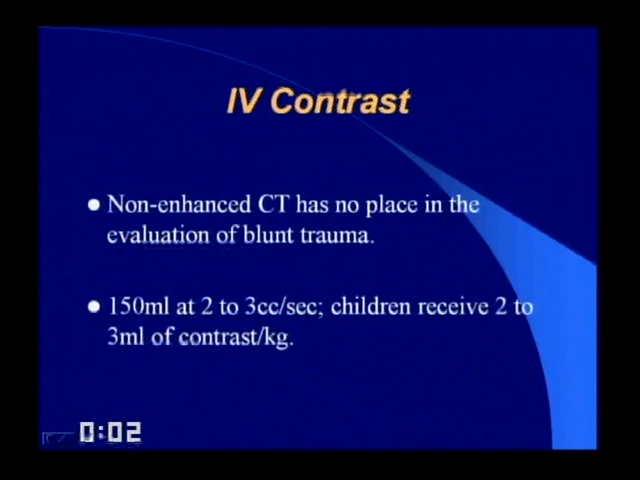 IV Contrast
Non-enhanced CT has no place in the
evaluation of blunt trauma.
150ml at 2 to 3cc/sec; children receive 2 to
3ml of contrast/kg.
0:02